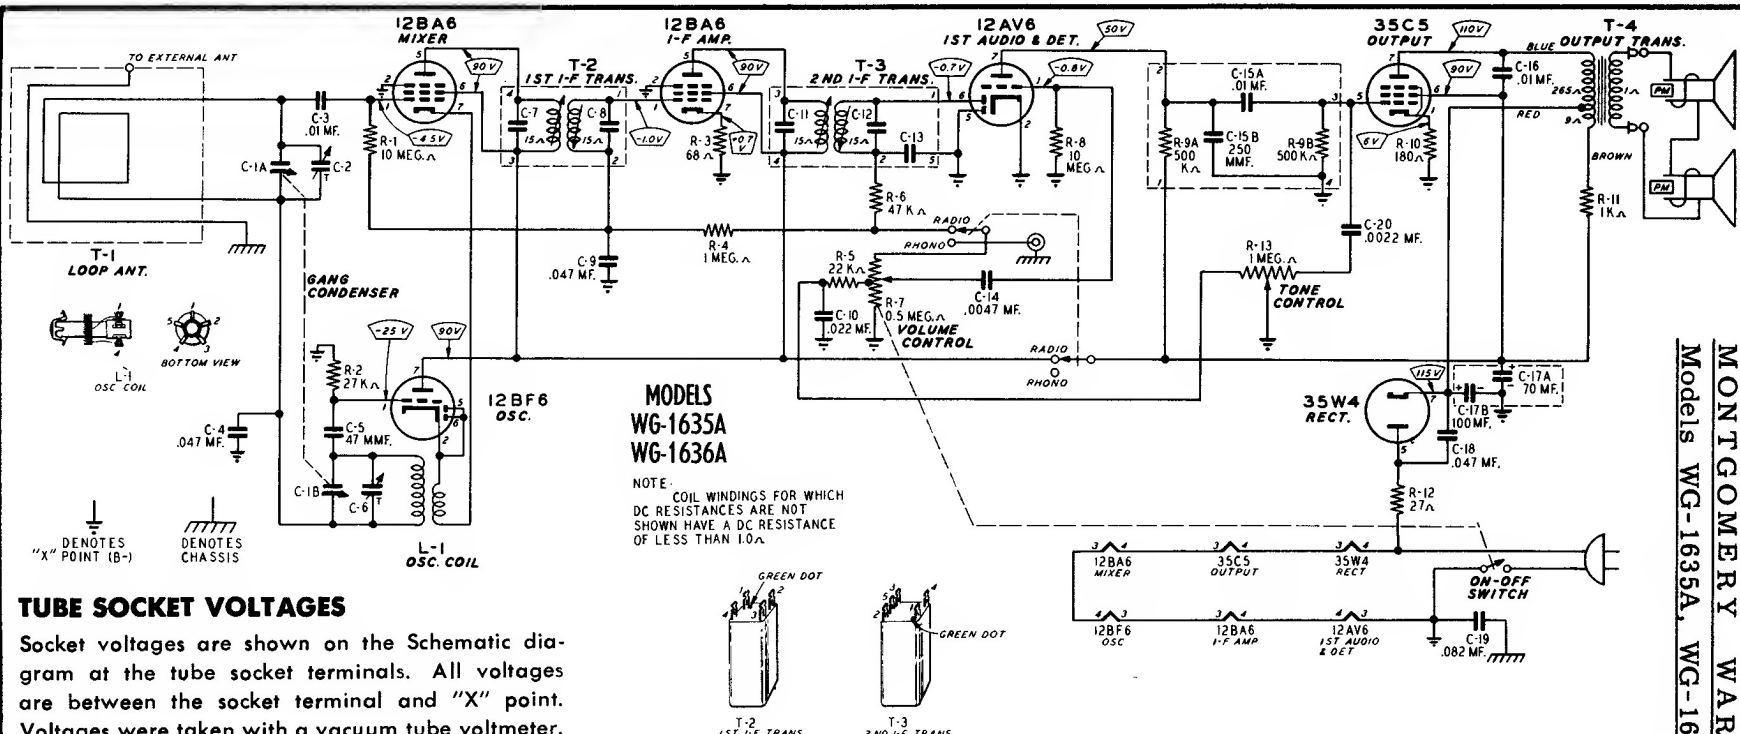 12BA6
MIXER
12BA6
I-F AMP.
12AV6
1ST AUDIO & DET.
35C5
OUTPUT
T-4
OUTPUT TRANS.
TO EXTERNAL ANT
T-1
LOOP ANT.
C-1A
C-2
T
C-3
.01 MF.
R-1
10 MEG.Ω
-4.5V
90V
T-2
1ST I-F TRANS.
C-7
15Ω
C-8
15Ω
-1.0V
90V
R-3
68Ω
T-3
2ND I-F TRANS.
C-11
15Ω
C-12
15Ω
C-13
-0.7V
-0.8V
50V
R-8
10
MEG Ω
R-6
47 KΩ
R-4
1 MEG.Ω
C-9
.047 MF.
RADIO
PHONO
R-5
22 KΩ
C-10
.022 MF.
R-7
0.5 MEG.Ω
VOLUME
CONTROL
C-14
.0047 MF.
RADIO
PHONO
R-9A
500
KΩ
C-15A
.01 MF.
C-15B
250
MMF.
R-9B
500 KΩ
110V
90V
6V
R-10
180Ω
C-16
.01 MF.
BLUE
RED
BROWN
265Ω
9Ω
1Ω
PM
PM
R-11
1KΩ
C-20
.0022 MF.
R-13
1 MEG.Ω
TONE
CONTROL
GANG
CONDENSER
L-1
OSC COIL
BOTTOM VIEW
-25 V
90V
R-2
27KΩ
12BF6
OSC.
C-5
47 MMF.
C-4
.047 MF.
C-1B
C-6
T
L-1
OSC. COIL
DENOTES
"X" POINT (B-)
DENOTES
CHASSIS
MODELS
WG-1635A
WG-1636A
NOTE-
COIL WINDINGS FOR WHICH
DC RESISTANCES ARE NOT
SHOWN HAVE A DC RESISTANCE
OF LESS THAN 1.0Ω
35W4
RECT.
115V
C-17A
70 MF.
C-17B
100MF.
C-18
.047 MF.
R-12
27Ω
12BA6
MIXER
35C5
OUTPUT
35W4
RECT
12BF6
OSC
12BA6
I-F AMP
12AV6
1ST AUDIO
& DET
ON-OFF
SWITCH
C-19
.082 MF.
GREEN DOT
T-2
1ST I-F TRANS
GREEN DOT
T-3
2ND I-F TRANS
TUBE SOCKET VOLTAGES
Socket voltages are shown on the Schematic dia-
gram at the tube socket terminals. All voltages
are between the socket terminal and "X" point.
Voltages were taken with a vacuum tube voltmeter.
MONTGOMERY WAR
Models WG-1635A, WG-16